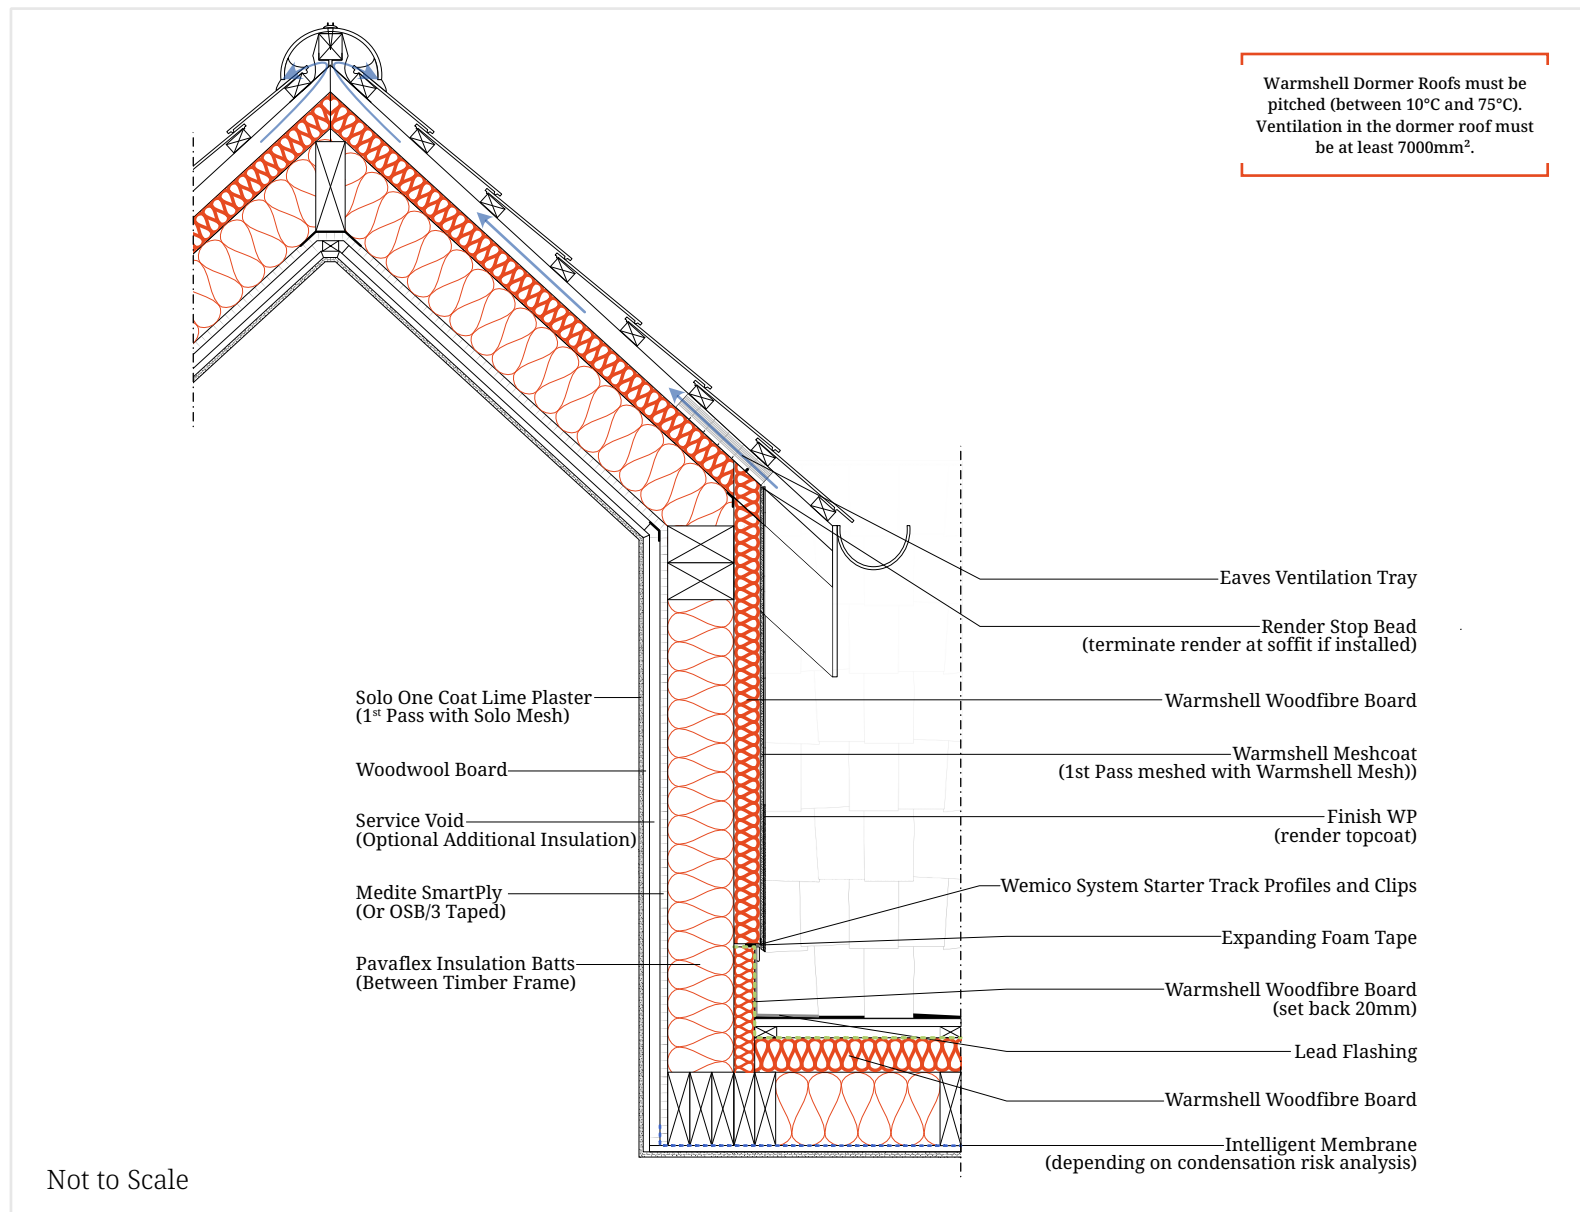 Warmshell Dormer Roofs must be
pitched (between 10°C and 75°C).
Ventilation in the dormer roof must
be at least 7000mm².
Eaves Ventilation Tray
Render Stop Bead
(terminate render at soffit if installed)
Warmshell Woodfibre Board
Warmshell Meshcoat
(1st Pass meshed with Warmshell Mesh))
Finish WP
(render topcoat)
Wemico System Starter Track Profiles and Clips
Expanding Foam Tape
Warmshell Woodfibre Board
(set back 20mm)
Lead Flashing
Warmshell Woodfibre Board
Intelligent Membrane
(depending on condensation risk analysis)
Solo One Coat Lime Plaster
(1st Pass with Solo Mesh)
Woodwool Board
Service Void
(Optional Additional Insulation)
Medite SmartPly
(Or OSB/3 Taped)
Pavaflex Insulation Batts
(Between Timber Frame)
Not to Scale